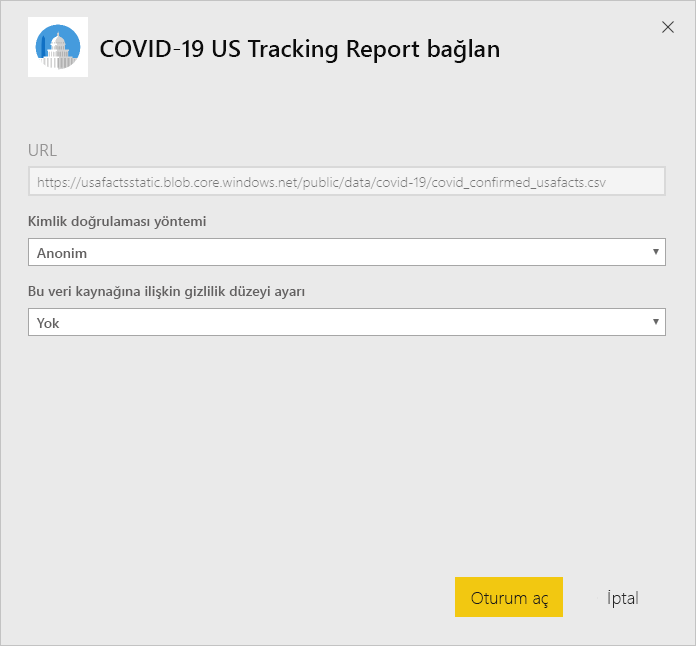 COVID-19 US Tracking Report bağlan
URL
https://usafactsstatic.blob.core.windows.net/public/data/covid-19/covid_confirmed_usafacts.csv
Kimlik doğrulaması yöntemi
Anonim
Bu veri kaynağına ilişkin gizlilik düzeyi ayarı
Yok
Oturum aç
İptal